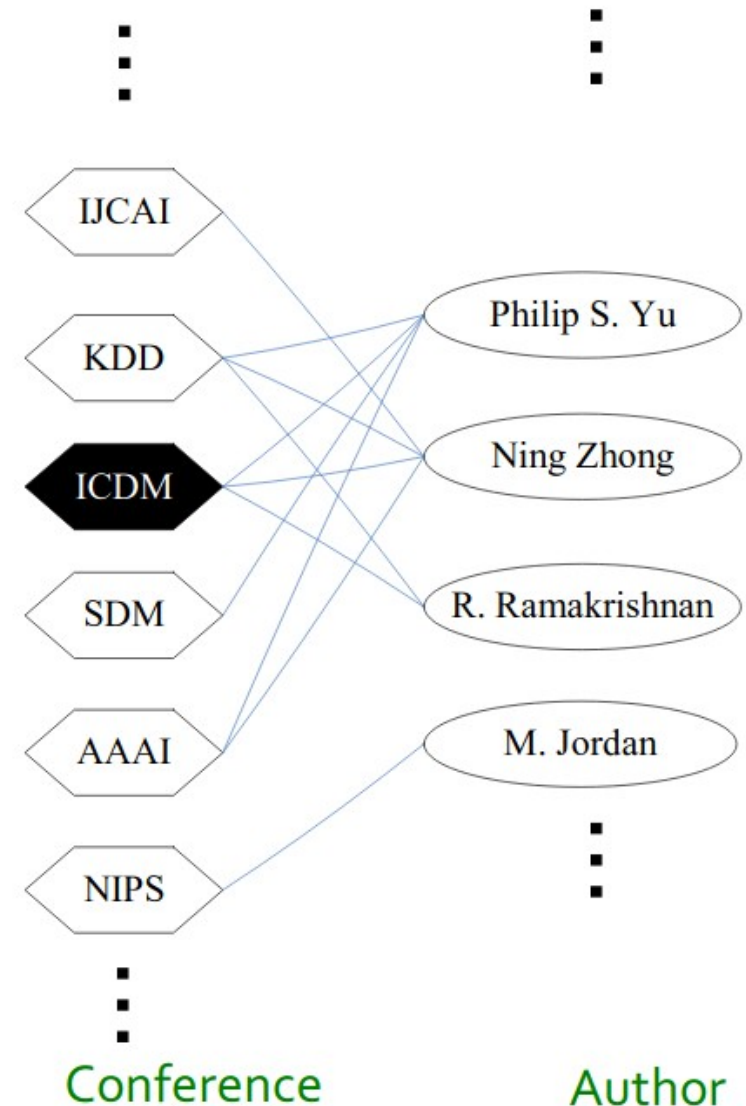 IJCAI
KDD
ICDM
SDM
AAAI
NIPS
Philip S. Yu
Ning Zhong
R. Ramakrishnan
M. Jordan
Conference
Author